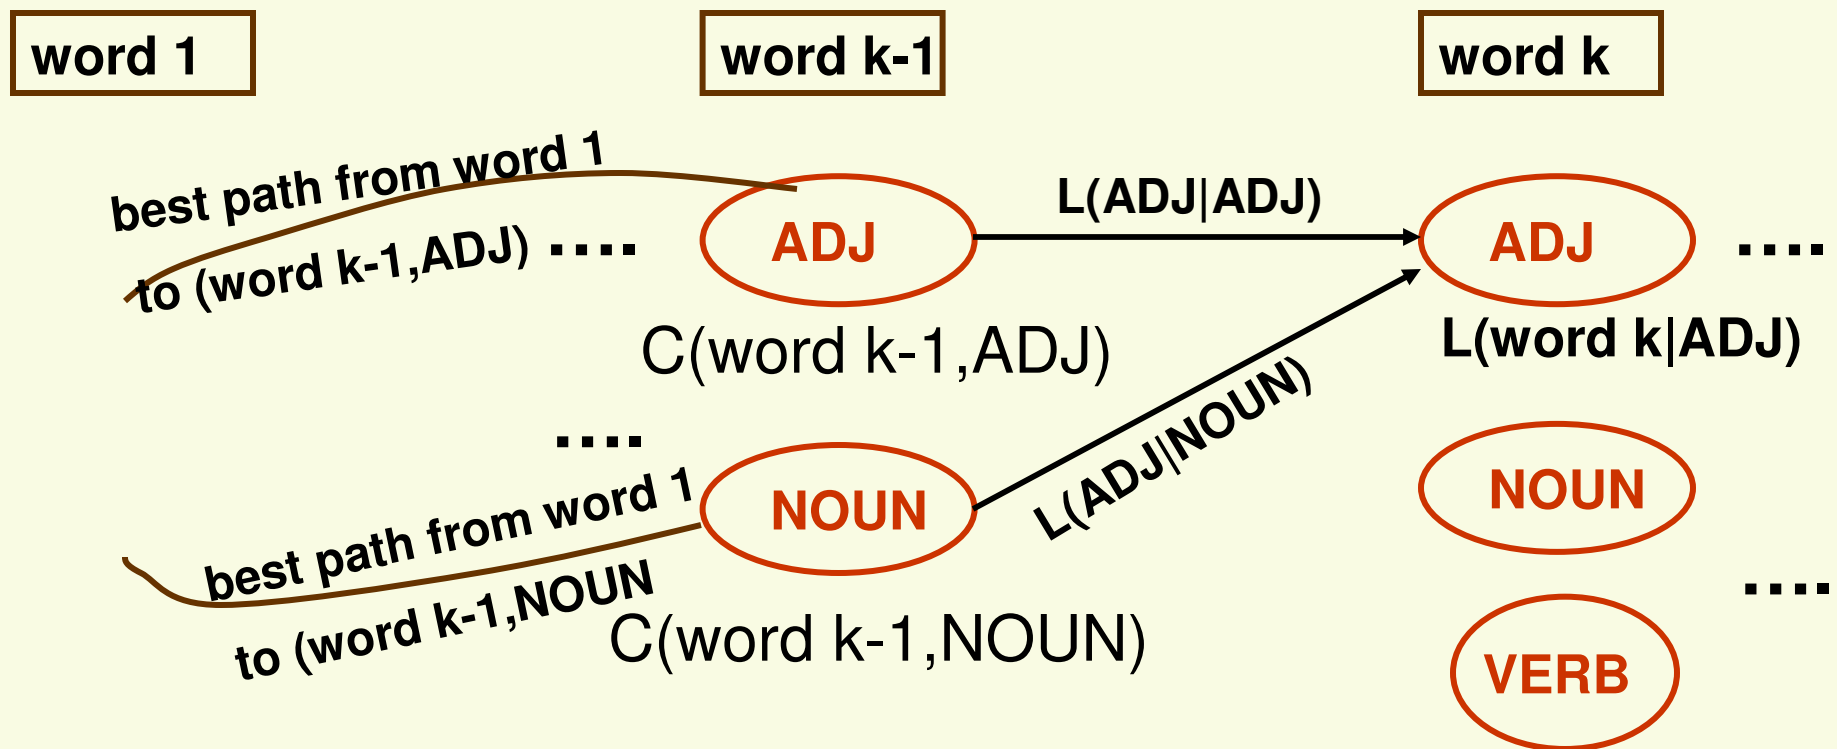 word 1
word k-1
word k
best path from word 1
to (word k-1,ADJ) ....
ADJ
L(ADJ|ADJ)
ADJ
....
C(word k-1,ADJ)
L(word k|ADJ)
....
best path from word 1
to (word k-1,NOUN
NOUN
L(ADJ|NOUN)
NOUN
....
C(word k-1,NOUN)
VERB